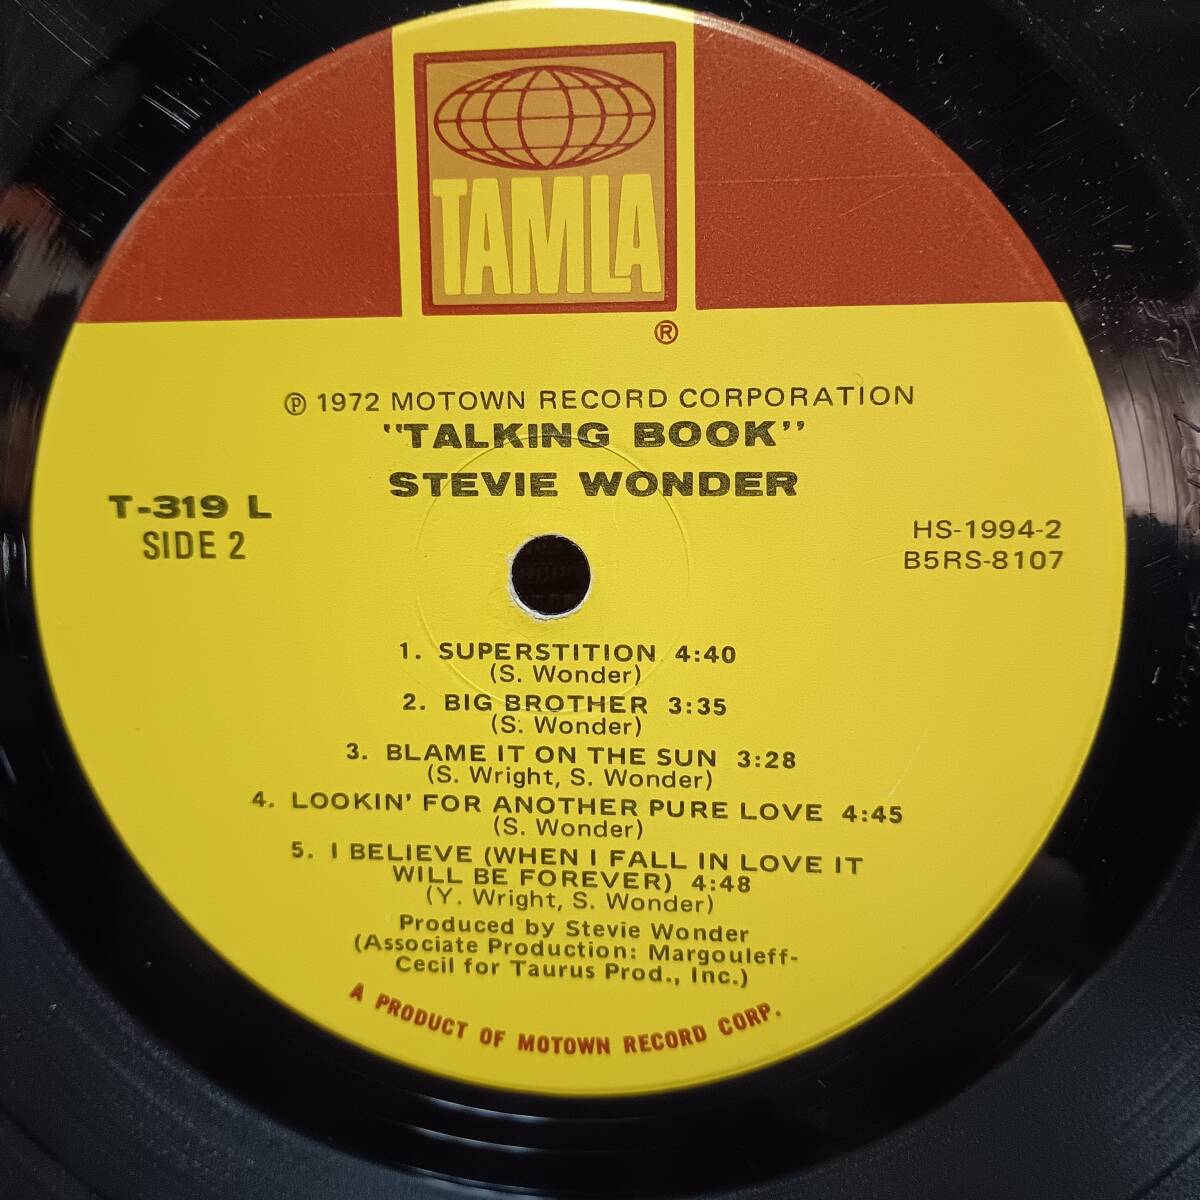 TAMLA
®
℗ 1972 MOTOWN RECORD CORPORATION
"TALKING BOOK"
STEVIE WONDER
T-319 L
SIDE 2
HS-1994-2
B5RS-8107
1. SUPERSTITION 4:40
(S. Wonder)
2. BIG BROTHER 3:35
(S. Wonder)
3. BLAME IT ON THE SUN 3:28
(S. Wright, S. Wonder)
4. LOOKIN' FOR ANOTHER PURE LOVE 4:45
(S. Wonder)
5. I BELIEVE (WHEN I FALL IN LOVE IT
WILL BE FOREVER) 4:48
(Y. Wright, S. Wonder)
Produced by Stevie Wonder
(Associate Production: Margouleff-
Cecil for Taurus Prod., Inc.)
A PRODUCT OF MOTOWN RECORD CORP.